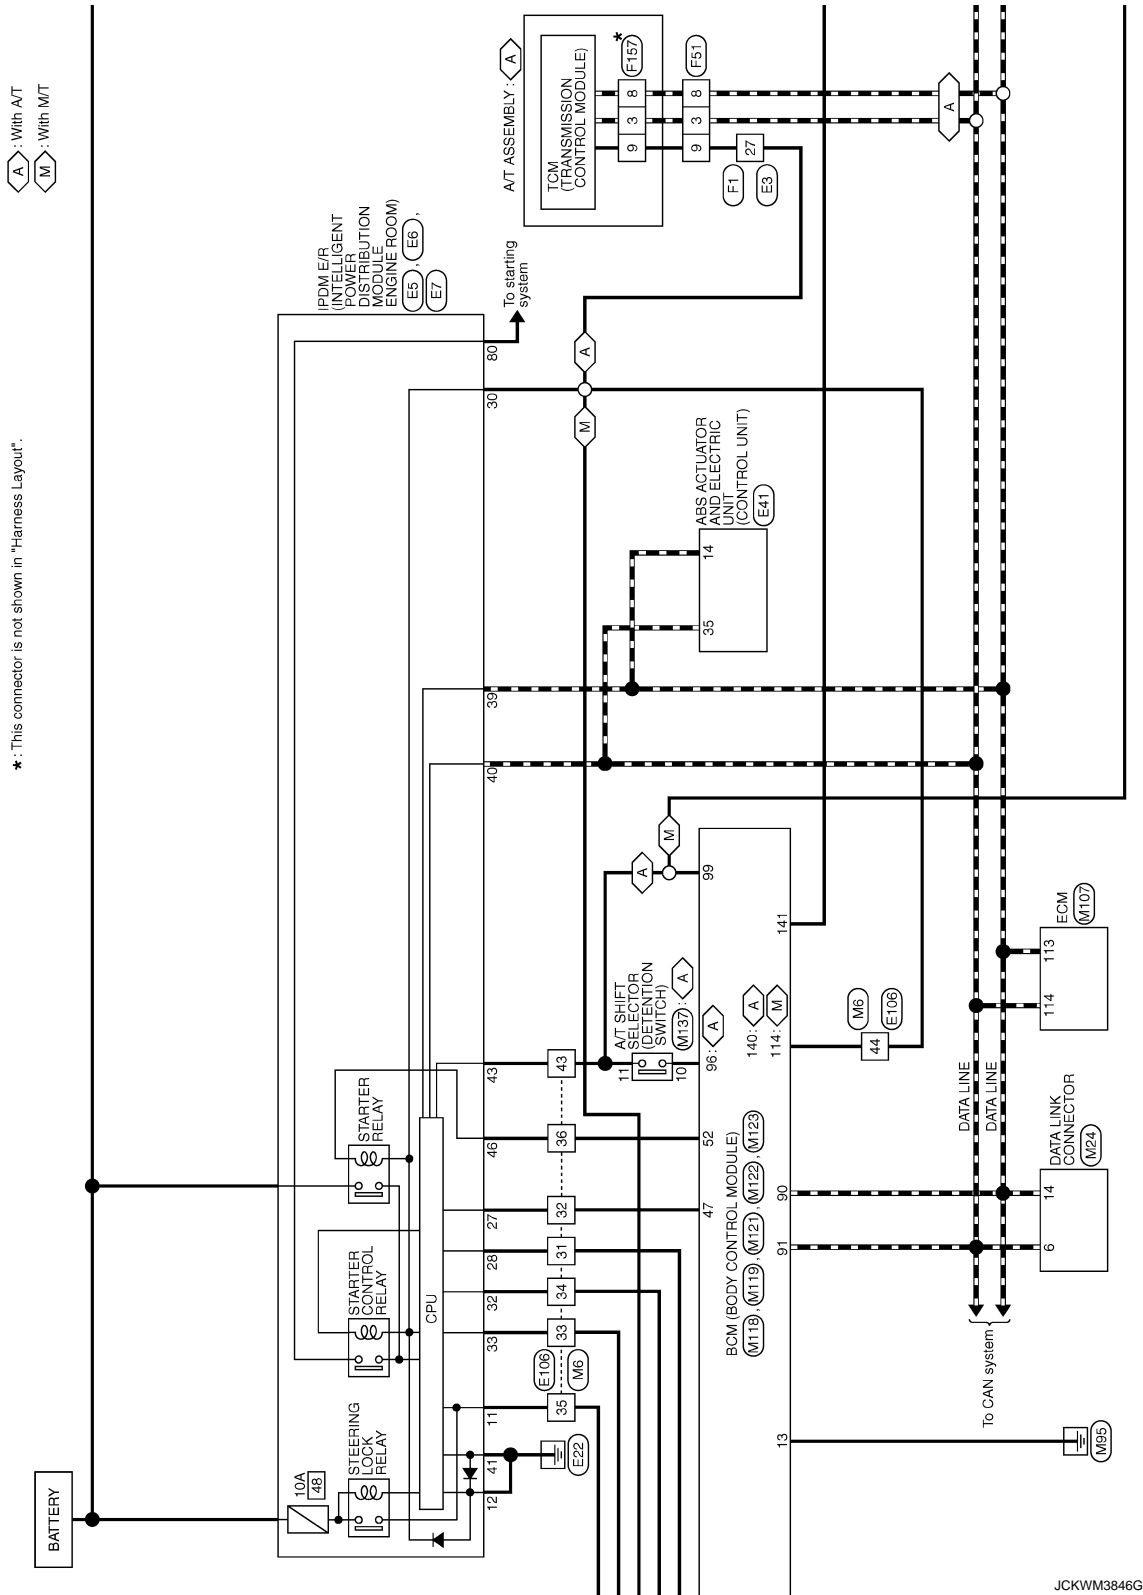 A : With A/T
M : With M/T
* : This connector is not shown in "Harness Layout".
BATTERY
10A
48
STEERING
LOCK
RELAY
STARTER
CONTROL
RELAY
STARTER
RELAY
CPU
IPDM E/R
(INTELLIGENT
POWER
DISTRIBUTION
MODULE
ENGINE ROOM)
E5 , E6 ,
E7
12
41
11
33
32
28
27
46
43
40
39
30
80
To starting
system
E22
35
E106
M6
33
34
31
32
36
43
A/T ASSEMBLY : A
TCM
(TRANSMISSION
CONTROL MODULE)
9
3
8
F157
*
9
3
8
F51
27
F1
E3
A
M
A
ABS ACTUATOR
AND ELECTRIC
UNIT
(CONTROL UNIT)
E41
35
14
A/T SHIFT
SELECTOR
(DETENTION
SWITCH)
M137 : A
11
10
A
M
47
52
96: A
99
BCM (BODY CONTROL MODULE)
M118 , M119 , M121 , M122 , M123
13
91
90
140: A
114: M
141
44
M6
E106
DATA LINE
DATA LINE
To CAN system
M95
DATA LINK
CONNECTOR
M24
6
14
ECM
M107
114
113
JCKWM3846G